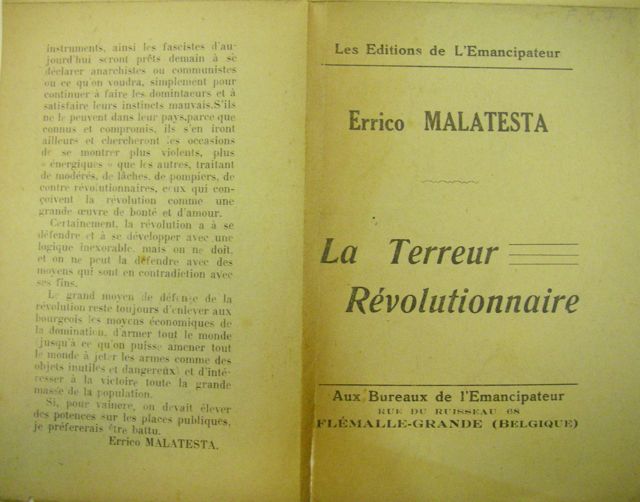 instruments, ainsi les fascistes d'au-
jourd'hui seront prêts demain à se
déclarer anarchistes ou communistes
ou ce qu'on voudra, simplement pour
continuer à faire les domintaeurs et à
satisfaire leurs instincts mauvais.S'ils
ne le peuvent dans leur pays,parce que
connus et compromis, ils s'en iront
ailleurs et chercheront les occasions
de se montrer plus violents, plus
« énergiques » que les autres, traitant
de modérés, de lâches, de pompiers, de
contre révolutionnaires, ceux qui con-
çoivent la révolution comme une
grande œuvre de bonté et d'amour.
Certainement, la révolution a à se
défendre et à se développer avec une
logique inexorable, mais on ne doit,
et on ne peut la défendre avec des
moyens qui sont en contradiction avec
ses fins.
Le grand moyen de défense de la
révolution reste toujours d'enlever aux
bourgeois les moyens économiques de
la domination, d'armer tout le monde
(jusqu'à ce qu'on puisse amener tout
le monde à jeter les armes comme des
objets inutiles et dangereux) et d'inté-
resser à la victoire toute la grande
masse de la population.
Si, pour vaincre, on devait élever
des potences sur les places publiques,
je préfererais être battu.
Errico MALATESTA.
Les Editions de L'Emancipateur
Errico MALATESTA
La Terreur
Révolutionnaire
Aux Bureaux de l'Emancipateur
RUE DU RUISSEAU 68
FLÉMALLE-GRANDE (BELGIQUE)